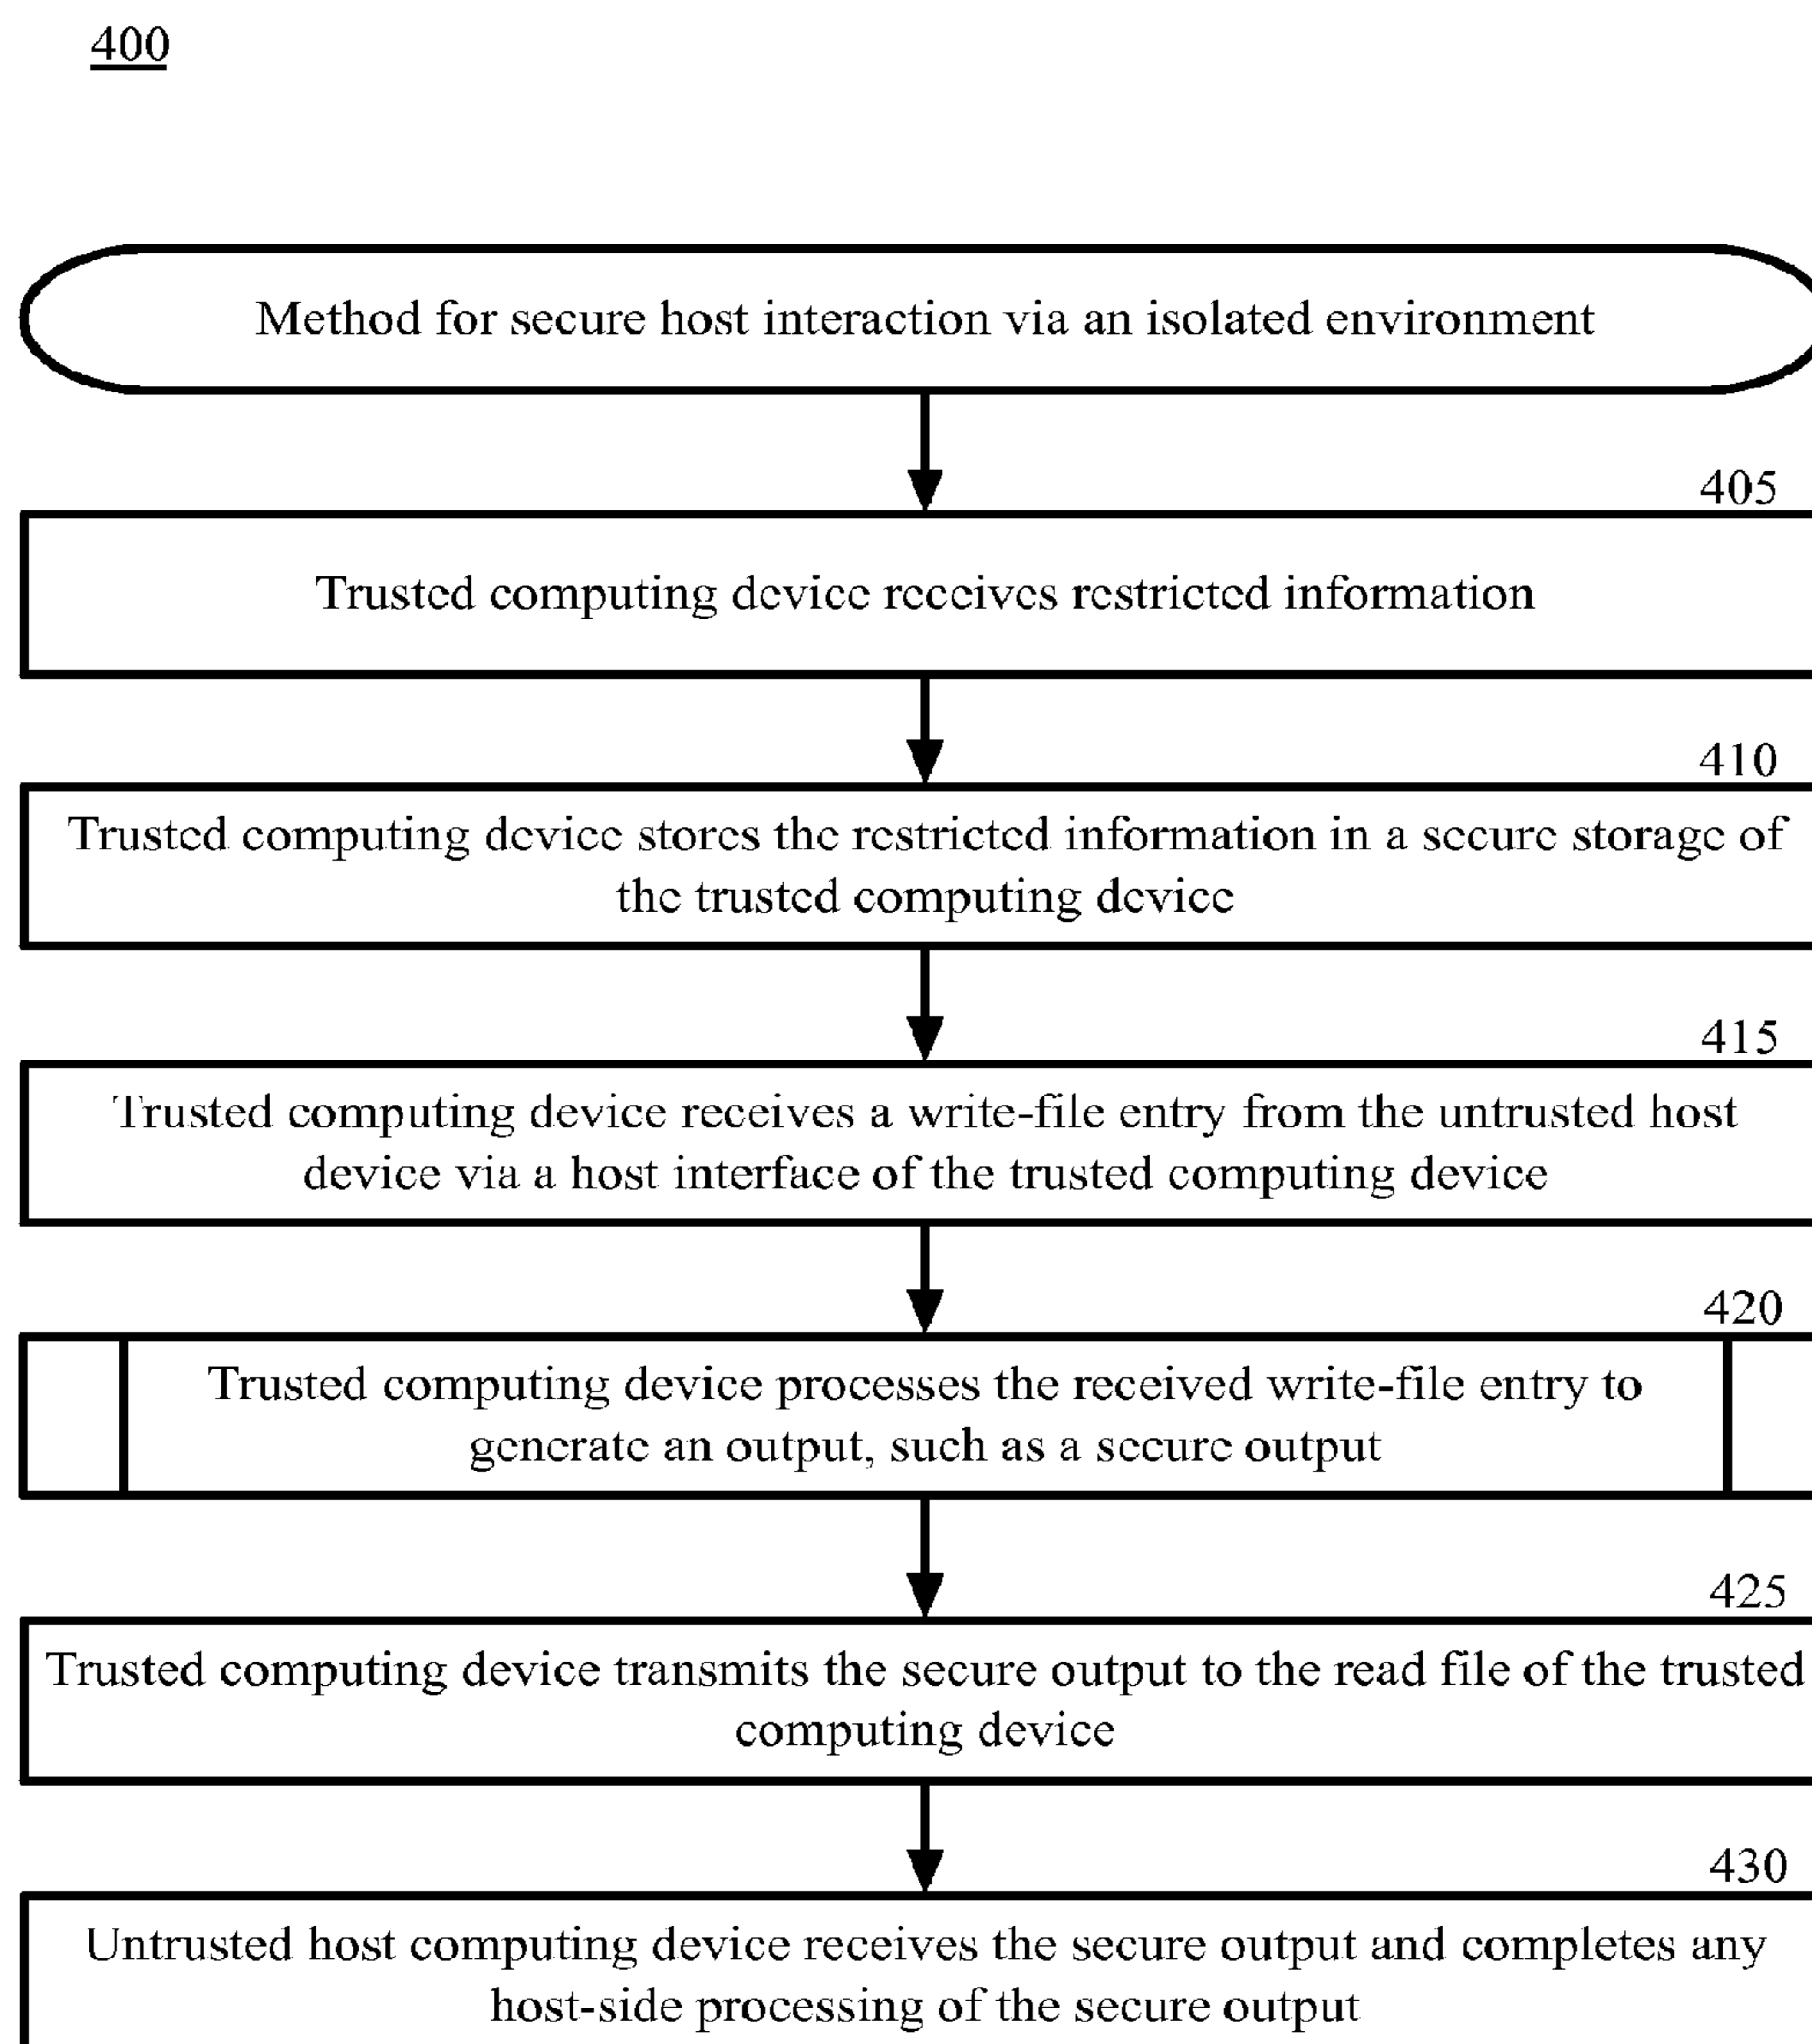 400
Method for secure host interaction via an isolated environment
405
Trusted computing device receives restricted information
410
Trusted computing device stores the restricted information in a secure storage of
the trusted computing device
415
Trusted computing device receives a write-file entry from the untrusted host
device via a host interface of the trusted computing device
420
Trusted computing device processes the received write-file entry to
generate an output, such as a secure output
425
Trusted computing device transmits the secure output to the read file of the trusted
computing device
430
Untrusted host computing device receives the secure output and completes any
host-side processing of the secure output